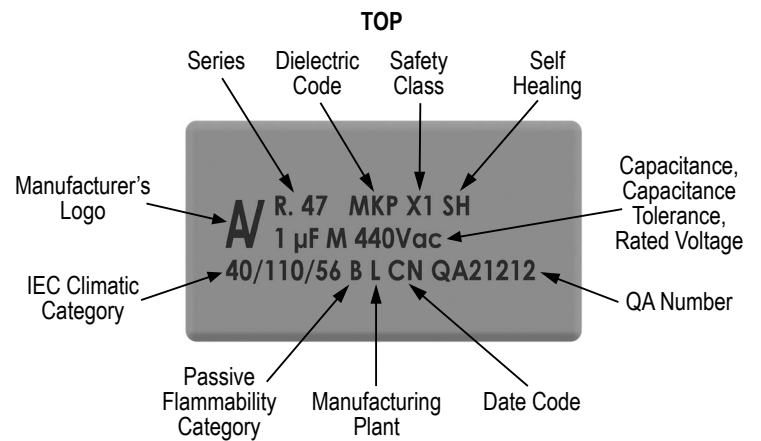 TOP
Series
Dielectric
Code
Safety
Class
Self
Healing
Manufacturer's
Logo
R. 47 MKP X1 SH
1 µF M 440Vac
40/110/56 B L CN QA21212
Capacitance,
Capacitance
Tolerance,
Rated Voltage
IEC Climatic
Category
QA Number
Passive
Flammability
Category
Manufacturing
Plant
Date Code